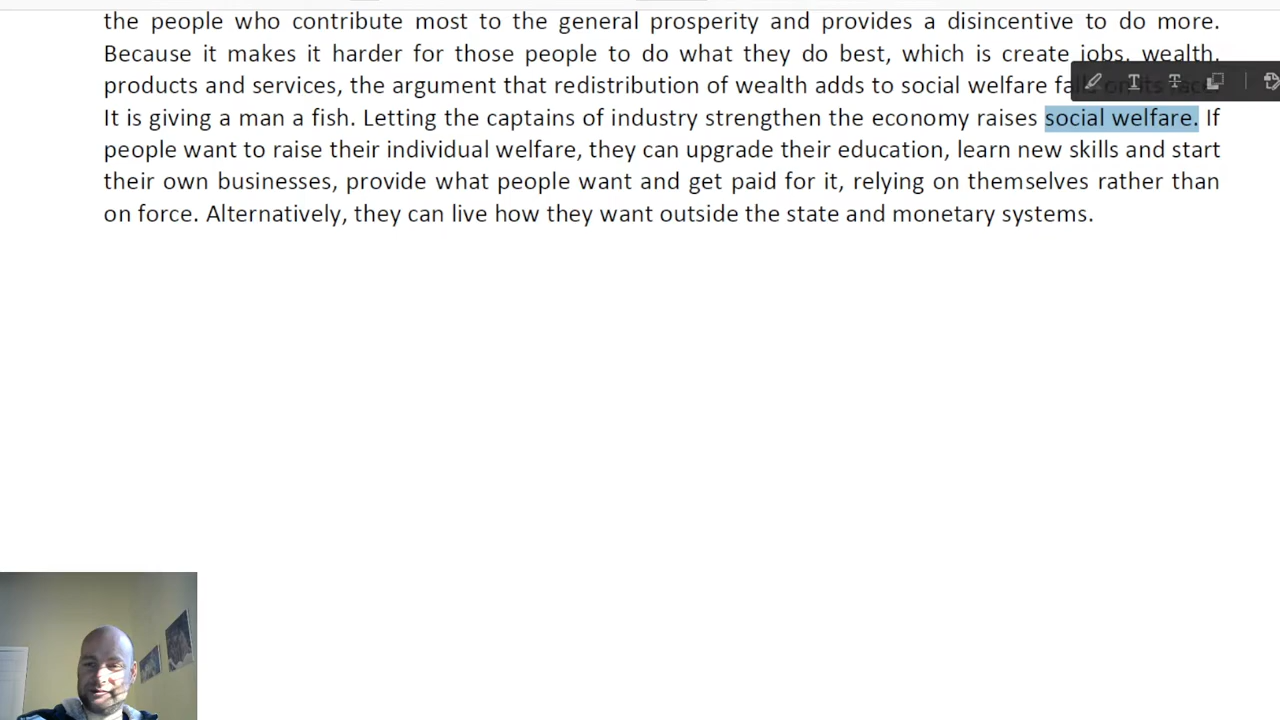 the people who contribute most to the general prosperity and provides a disincentive to do more.
Because it makes it harder for those people to do what they do best, which is create jobs, wealth,
products and services, the argument that redistribution of wealth adds to social welfare falls on its face.
It is giving a man a fish. Letting the captains of industry strengthen the economy raises social welfare. If
people want to raise their individual welfare, they can upgrade their education, learn new skills and start
their own businesses, provide what people want and get paid for it, relying on themselves rather than
on force. Alternatively, they can live how they want outside the state and monetary systems.